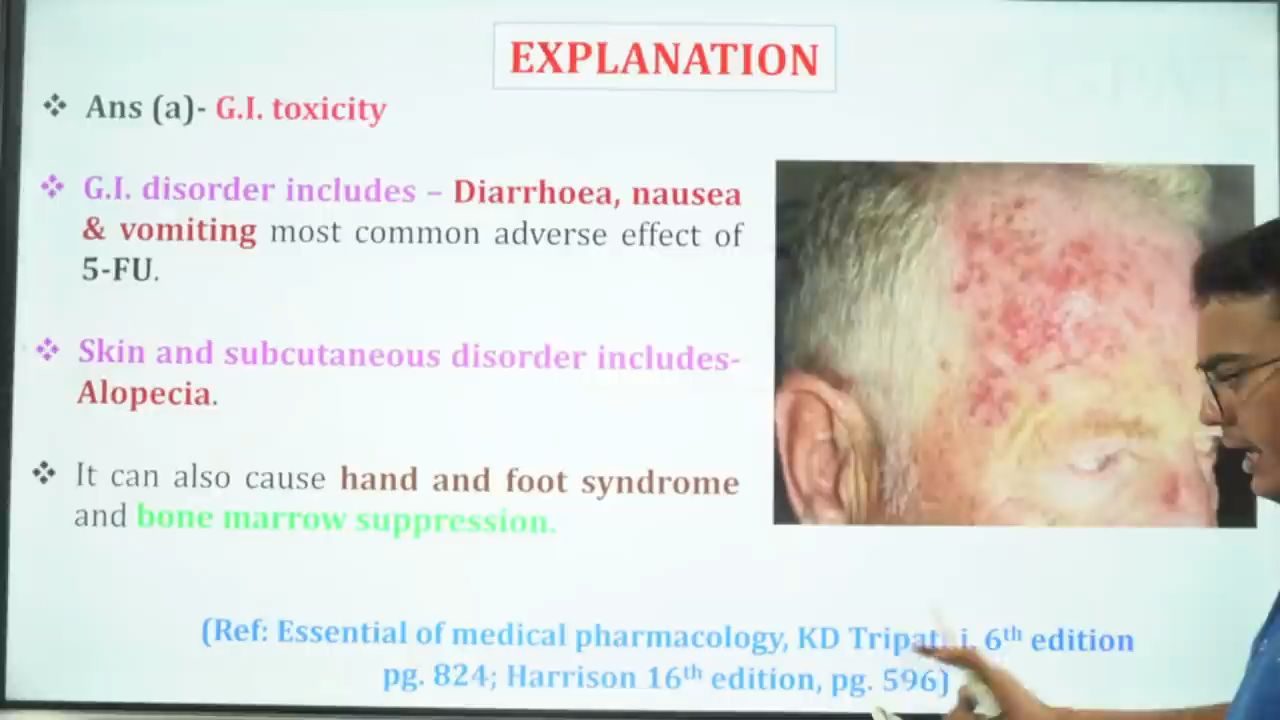 EXPLANATION
❖ Ans (a)- G.I. toxicity
❖ G.I. disorder includes – Diarrhoea, nausea
& vomiting most common adverse effect of
5-FU.
❖ Skin and subcutaneous disorder includes-
Alopecia.
❖ It can also cause hand and foot syndrome
and bone marrow suppression.
(Ref: Essential of medical pharmacology, KD 6th edition
pg. 824; Harrison 16th edition, pg. 596)